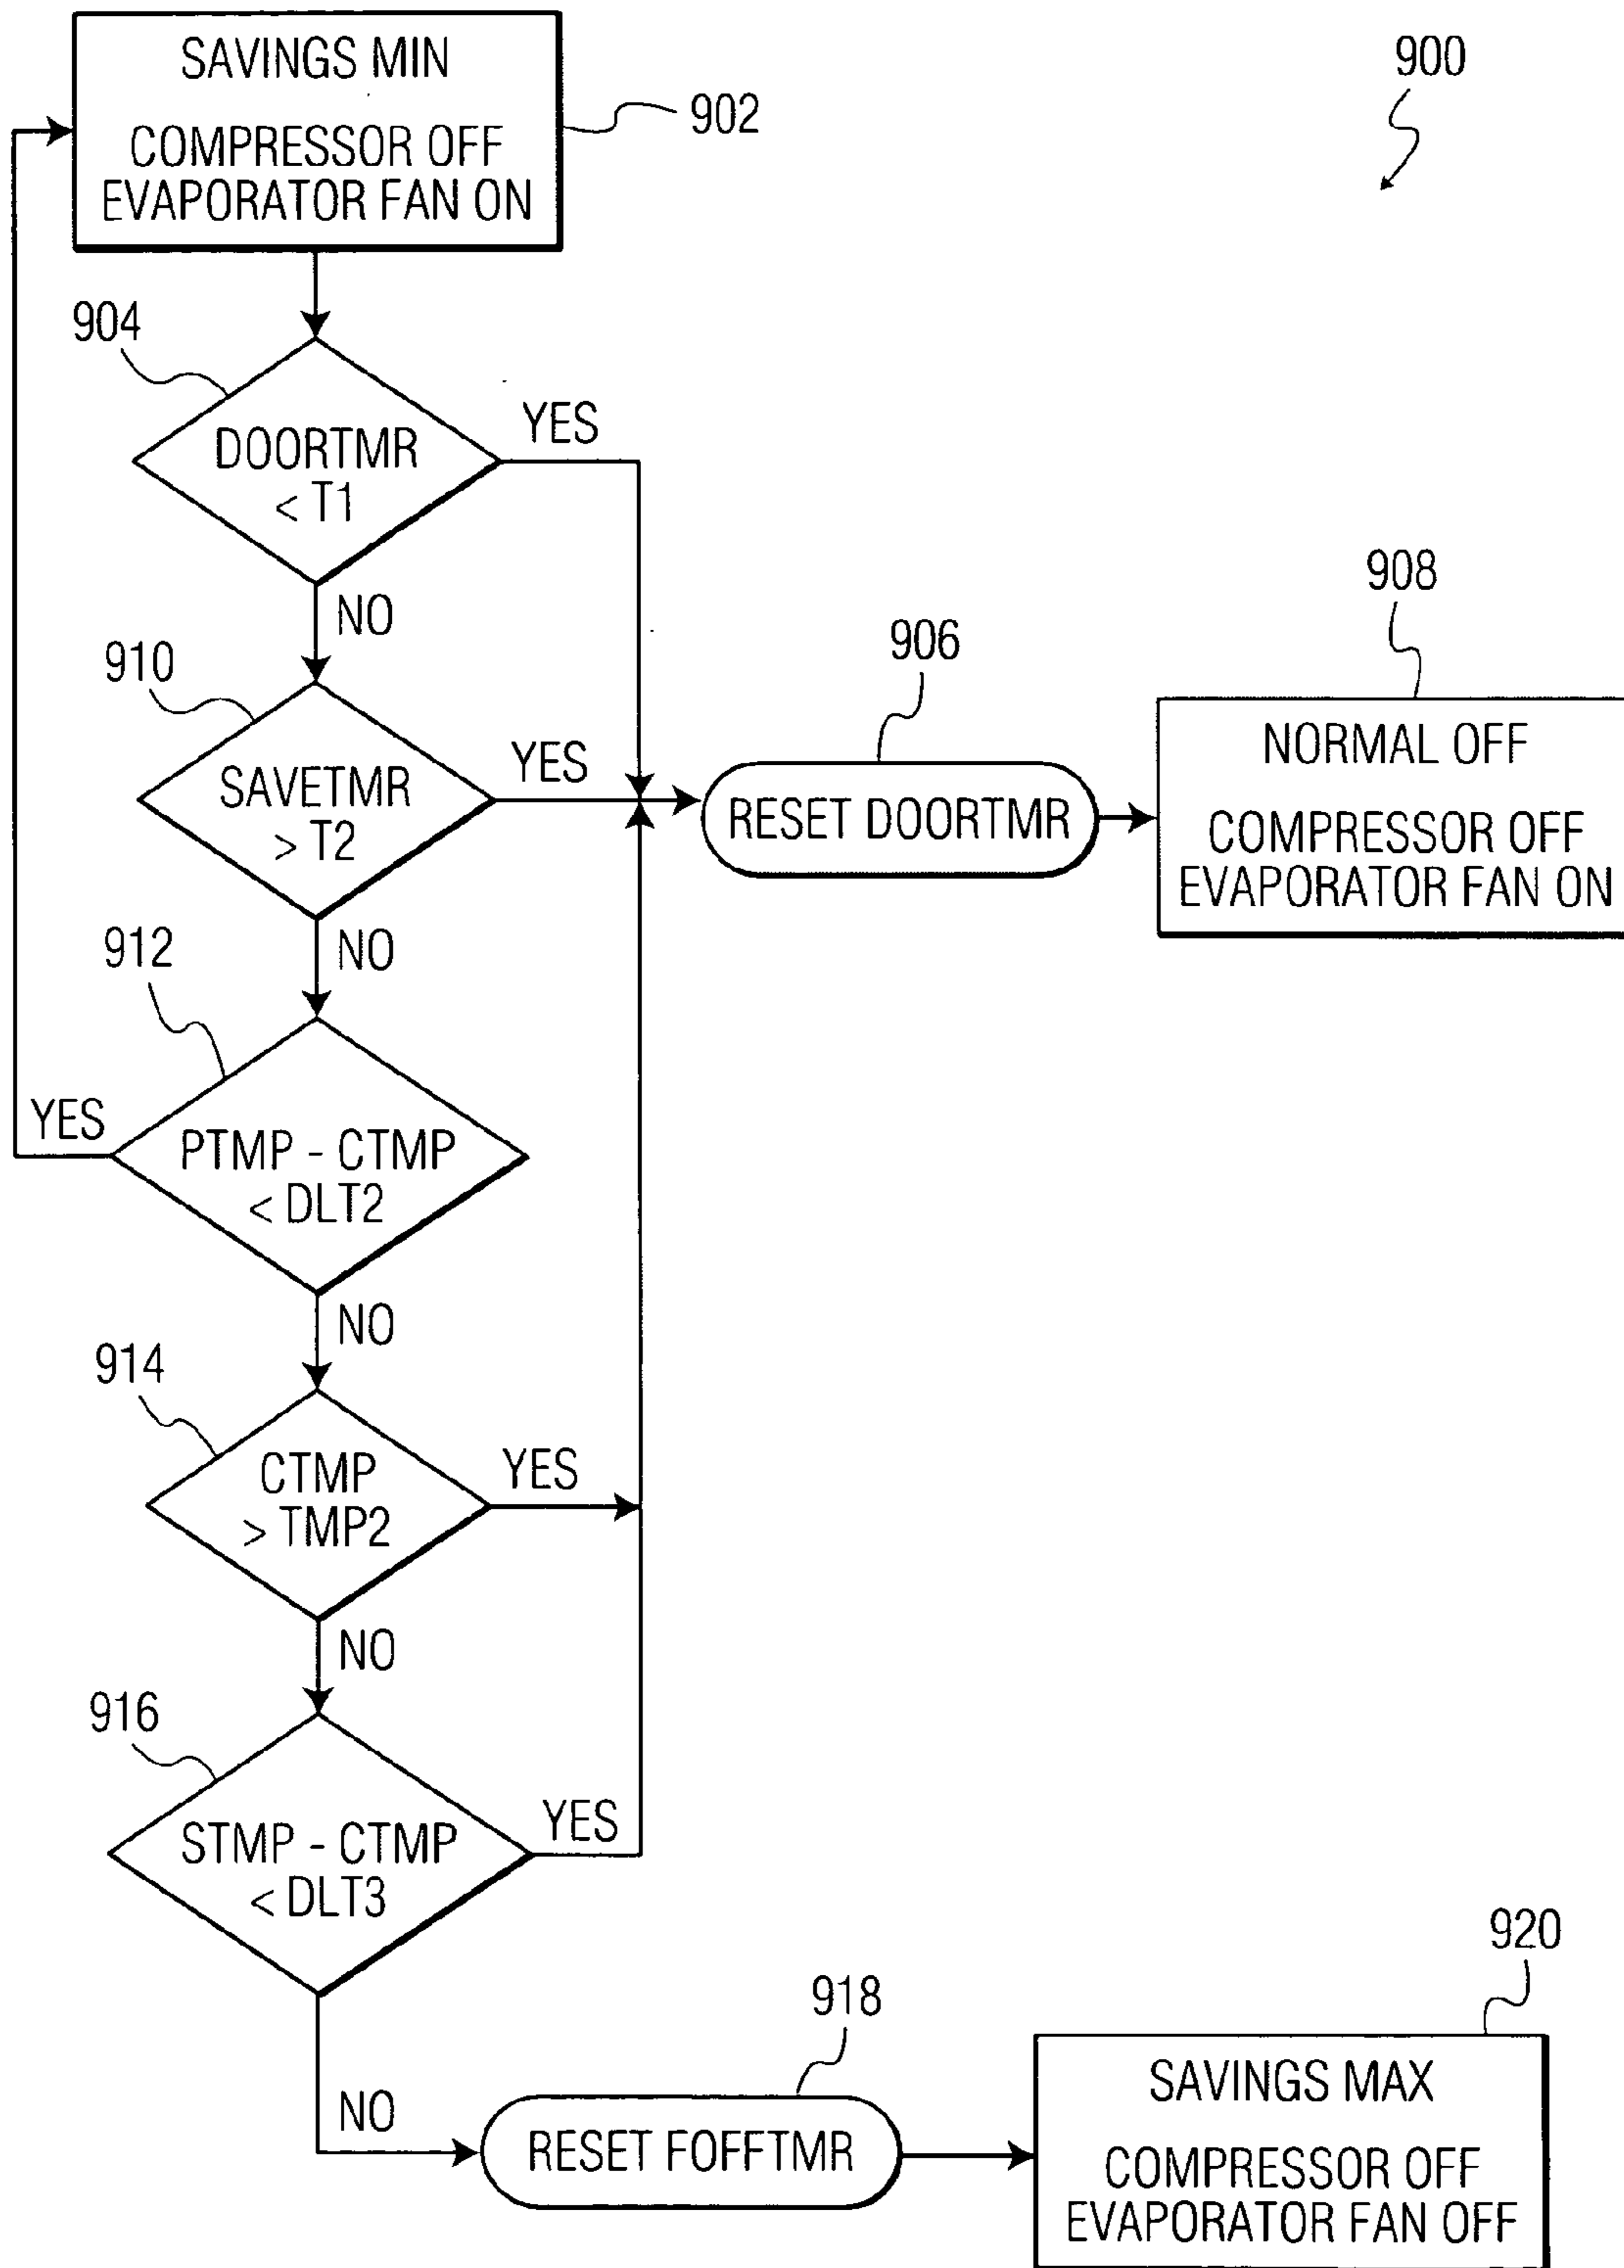 900
SAVINGS MIN
COMPRESSOR OFF
EVAPORATOR FAN ON
902
904
DOORTMR
< T1
YES
NO
910
SAVETMR
> T2
YES
906
RESET DOORTMR
908
NORMAL OFF
COMPRESSOR OFF
EVAPORATOR FAN ON
NO
912
YES
PTMP - CTMP
< DLT2
NO
914
CTMP
> TMP2
YES
NO
916
STMP - CTMP
< DLT3
YES
NO
918
RESET FOFFTMR
920
SAVINGS MAX
COMPRESSOR OFF
EVAPORATOR FAN OFF